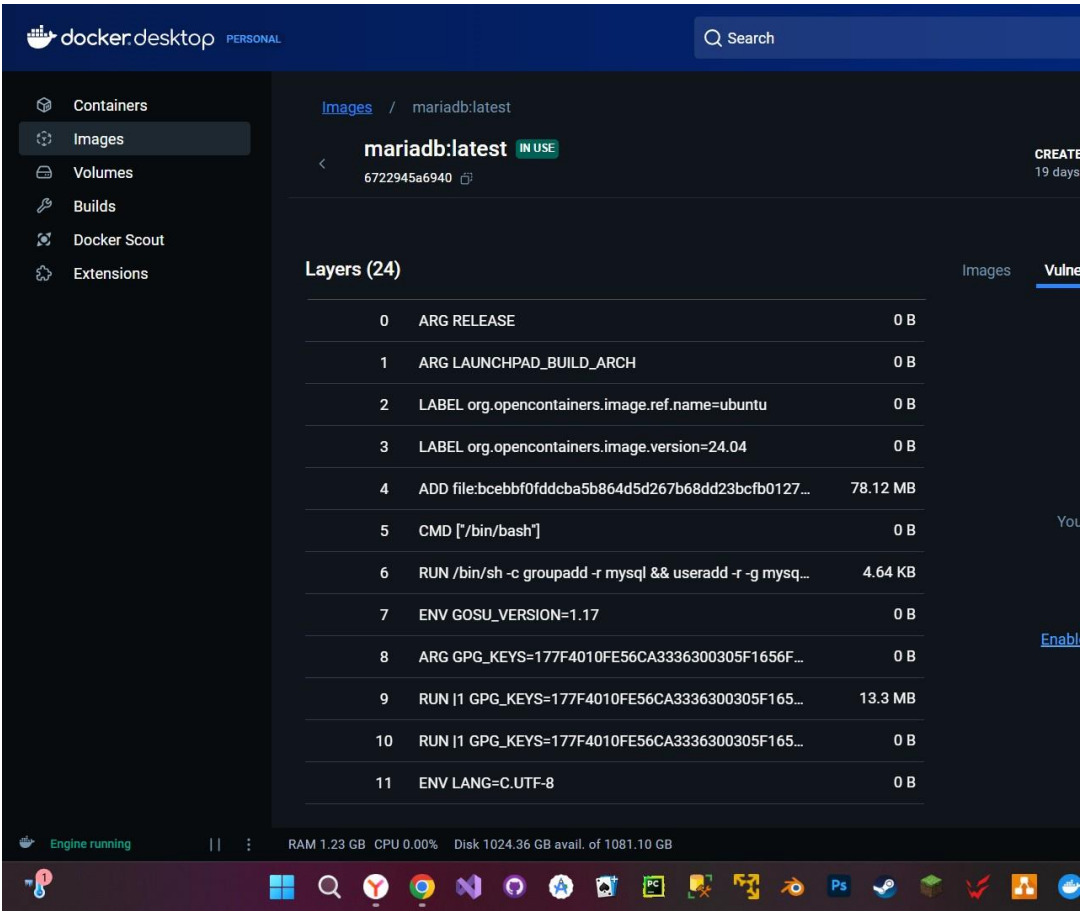 docker.desktop PERSONAL
Search
Containers
Images
Volumes
Builds
Docker Scout
Extensions
Images / mariadb:latest
mariadb:latest IN USE
6722945a6940
CREATE
19 days
Layers (24)
Images Vulne
0 ARG RELEASE 0 B
1 ARG LAUNCHPAD_BUILD_ARCH 0 B
2 LABEL org.opencontainers.image.ref.name=ubuntu 0 B
3 LABEL org.opencontainers.image.version=24.04 0 B
4 ADD file:bcebbf0fddcba5b864d5d267b68dd23bcfb0127... 78.12 MB
5 CMD ["/bin/bash"] 0 B
6 RUN /bin/sh -c groupadd -r mysql && useradd -r -g mysq... 4.64 KB
7 ENV GOSU_VERSION=1.17 0 B
8 ARG GPG_KEYS=177F4010FE56CA3336300305F1656F... 0 B
9 RUN |1 GPG_KEYS=177F4010FE56CA3336300305F165... 13.3 MB
10 RUN |1 GPG_KEYS=177F4010FE56CA3336300305F165... 0 B
11 ENV LANG=C.UTF-8 0 B
You
Enable
Engine running
RAM 1.23 GB CPU 0.00% Disk 1024.36 GB avail. of 1081.10 GB
1
PC
Ps